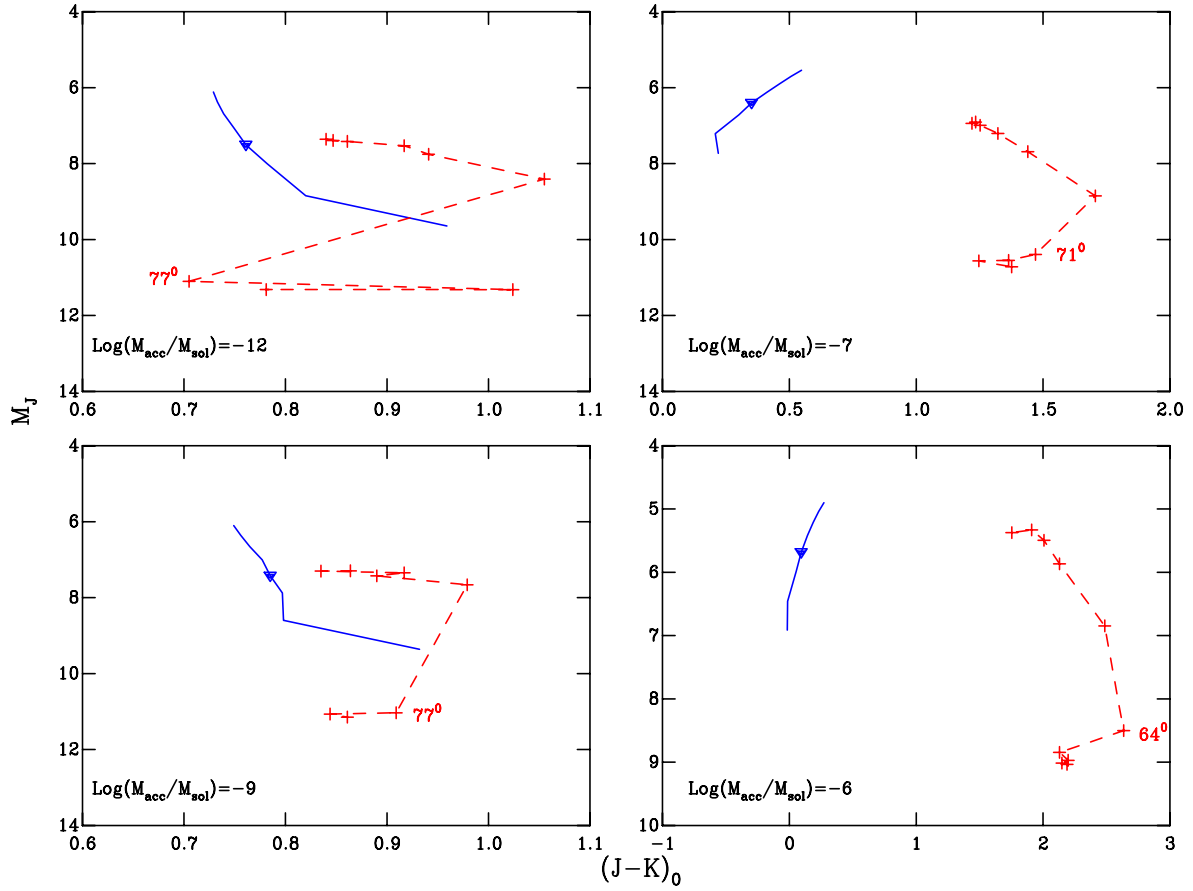 4
6
8
10
12
14
77⁰
Log(M_acc/M_sol)=−12
0.6 0.7 0.8 0.9 1.0 1.1
4
6
8
10
12
14
71⁰
Log(M_acc/M_sol)=−7
0.0 0.5 1.0 1.5 2.0
M_J
4
6
8
10
12
14
77⁰
Log(M_acc/M_sol)=−9
0.6 0.7 0.8 0.9 1.0 1.1
4
5
6
7
8
9
10
64⁰
Log(M_acc/M_sol)=−6
−1 0 1 2 3
(J−K)₀